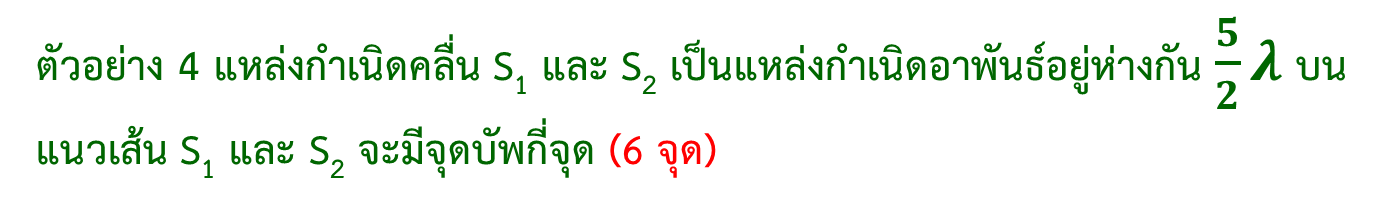 ตัวอย่าง 4 แหล่งกำเนิดคลื่น S₁ และ S₂ เป็นแหล่งกำเนิดอาพันธ์อยู่ห่างกัน 5/2 λ บน
แนวเส้น S₁ และ S₂ จะมีจุดบัพกี่จุด (6 จุด)